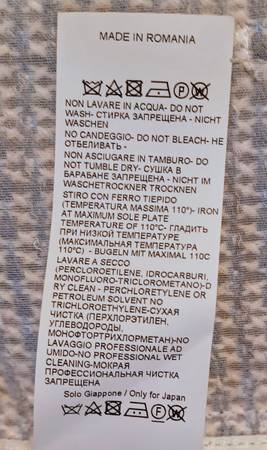 MADE IN ROMANIA
NON LAVARE IN ACQUA- DO NOT
WASH- СТИРКА ЗАПРЕЩЕНА - NICHT
WASCHEN
NO CANDEGGIO- DO NOT BLEACH- НЕ
ОТБЕЛИВАТЬ -
NON ASCIUGARE IN TAMBURO- DO
NOT TUMBLE DRY- СУШКА В
БАРАБАНЕ ЗАПРЕЩЕНА - NICHT IM
WASCHETROCKNER TROCKNEN
STIRO CON FERRO TIEPIDO
(TEMPERATURA MASSIMA 110°)- IRON
AT MAXIMUM SOLE PLATE
TEMPERATURE OF 110°C- ГЛАДИТЬ
ПРИ НИЗКОЙ ТЕМПЕРАТУРЕ
(МАКСИМАЛЬНАЯ ТЕМПЕРАТУРА
110°C) - BUGELN MIT MAXIMAL 110C
LAVARE A SECCO
(PERCLOROETILENE, IDROCARBURI,
MONOFLUORO-TRICLOROMETANO)-D
RY CLEAN - PERCHLORETYLENE OR
PETROLEUM SOLVENT NO
TRICHLOROETHYLENE-СУХАЯ
ЧИСТКА (ПЕРХЛОРЭТИЛЕН,
УГЛЕВОДОРОДЫ,
МОНОФТОРТРИХЛОРМЕТАН)-NO
LAVAGGIO PROFESSIONALE AD
UMIDO-NO PROFESSIONAL WET
CLEANING-МОКРАЯ
ПРОФЕССИОНАЛЬНАЯ ЧИСТКА
ЗАПРЕЩЕНА
Solo Giappone / Only for Japan